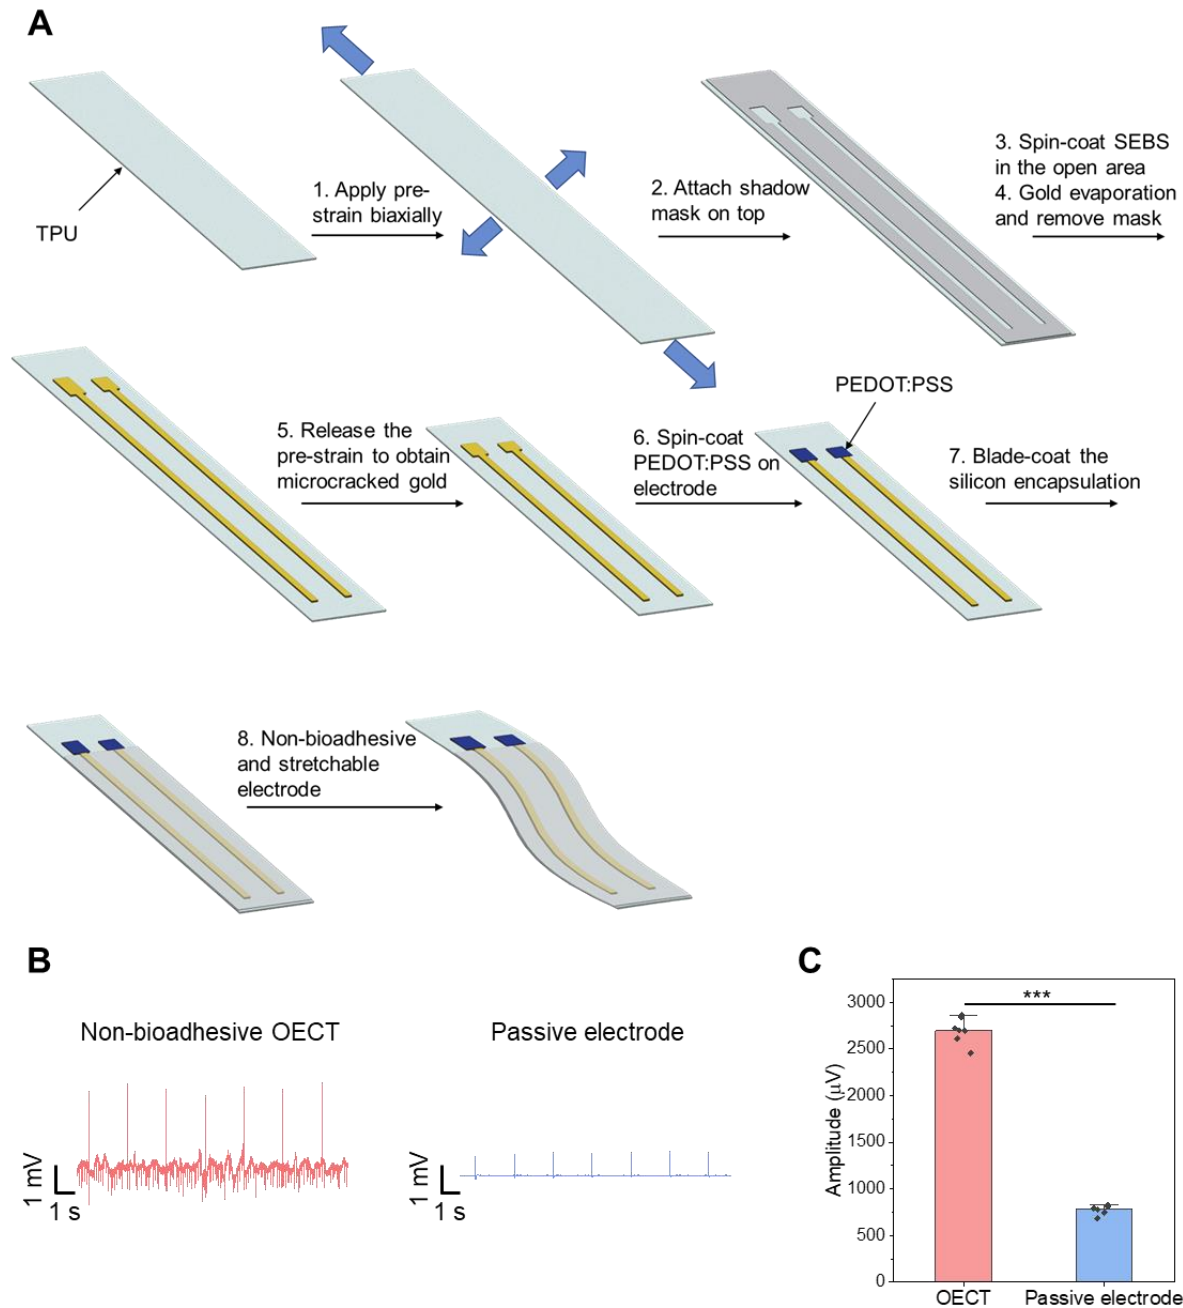 A
TPU
1. Apply pre-
strain biaxially
2. Attach shadow
mask on top
3. Spin-coat SEBS
in the open area
4. Gold evaporation
and remove mask
5. Release the
pre-strain to obtain
microcracked gold
6. Spin-coat
PEDOT:PSS on
electrode
PEDOT:PSS
7. Blade-coat the
silicon encapsulation
8. Non-bioadhesive
and stretchable
electrode
B
Non-bioadhesive OECT
1 mV
1 s
Passive electrode
1 mV
1 s
C
Amplitude (μV)
3000
2500
2000
1500
1000
500
0
***
OECT
Passive electrode